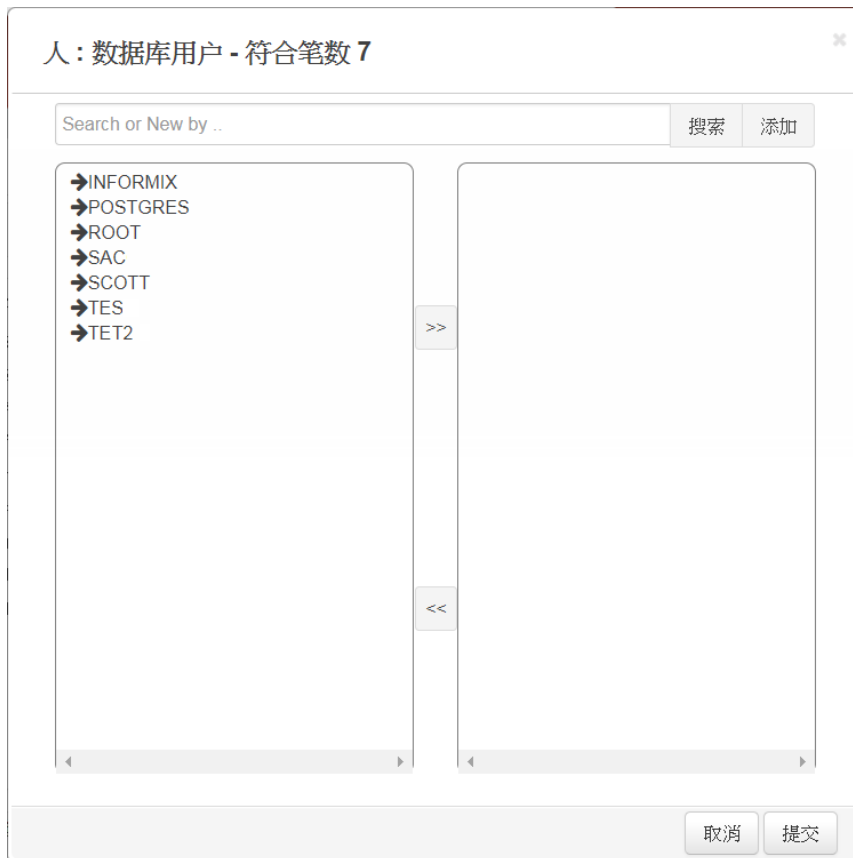 人 : 数据库用户 - 符合笔数 7
Search or New by ..
搜索
添加
INFORMIX
POSTGRES
ROOT
SAC
SCOTT
TES
TET2
>>
<<
取消
提交